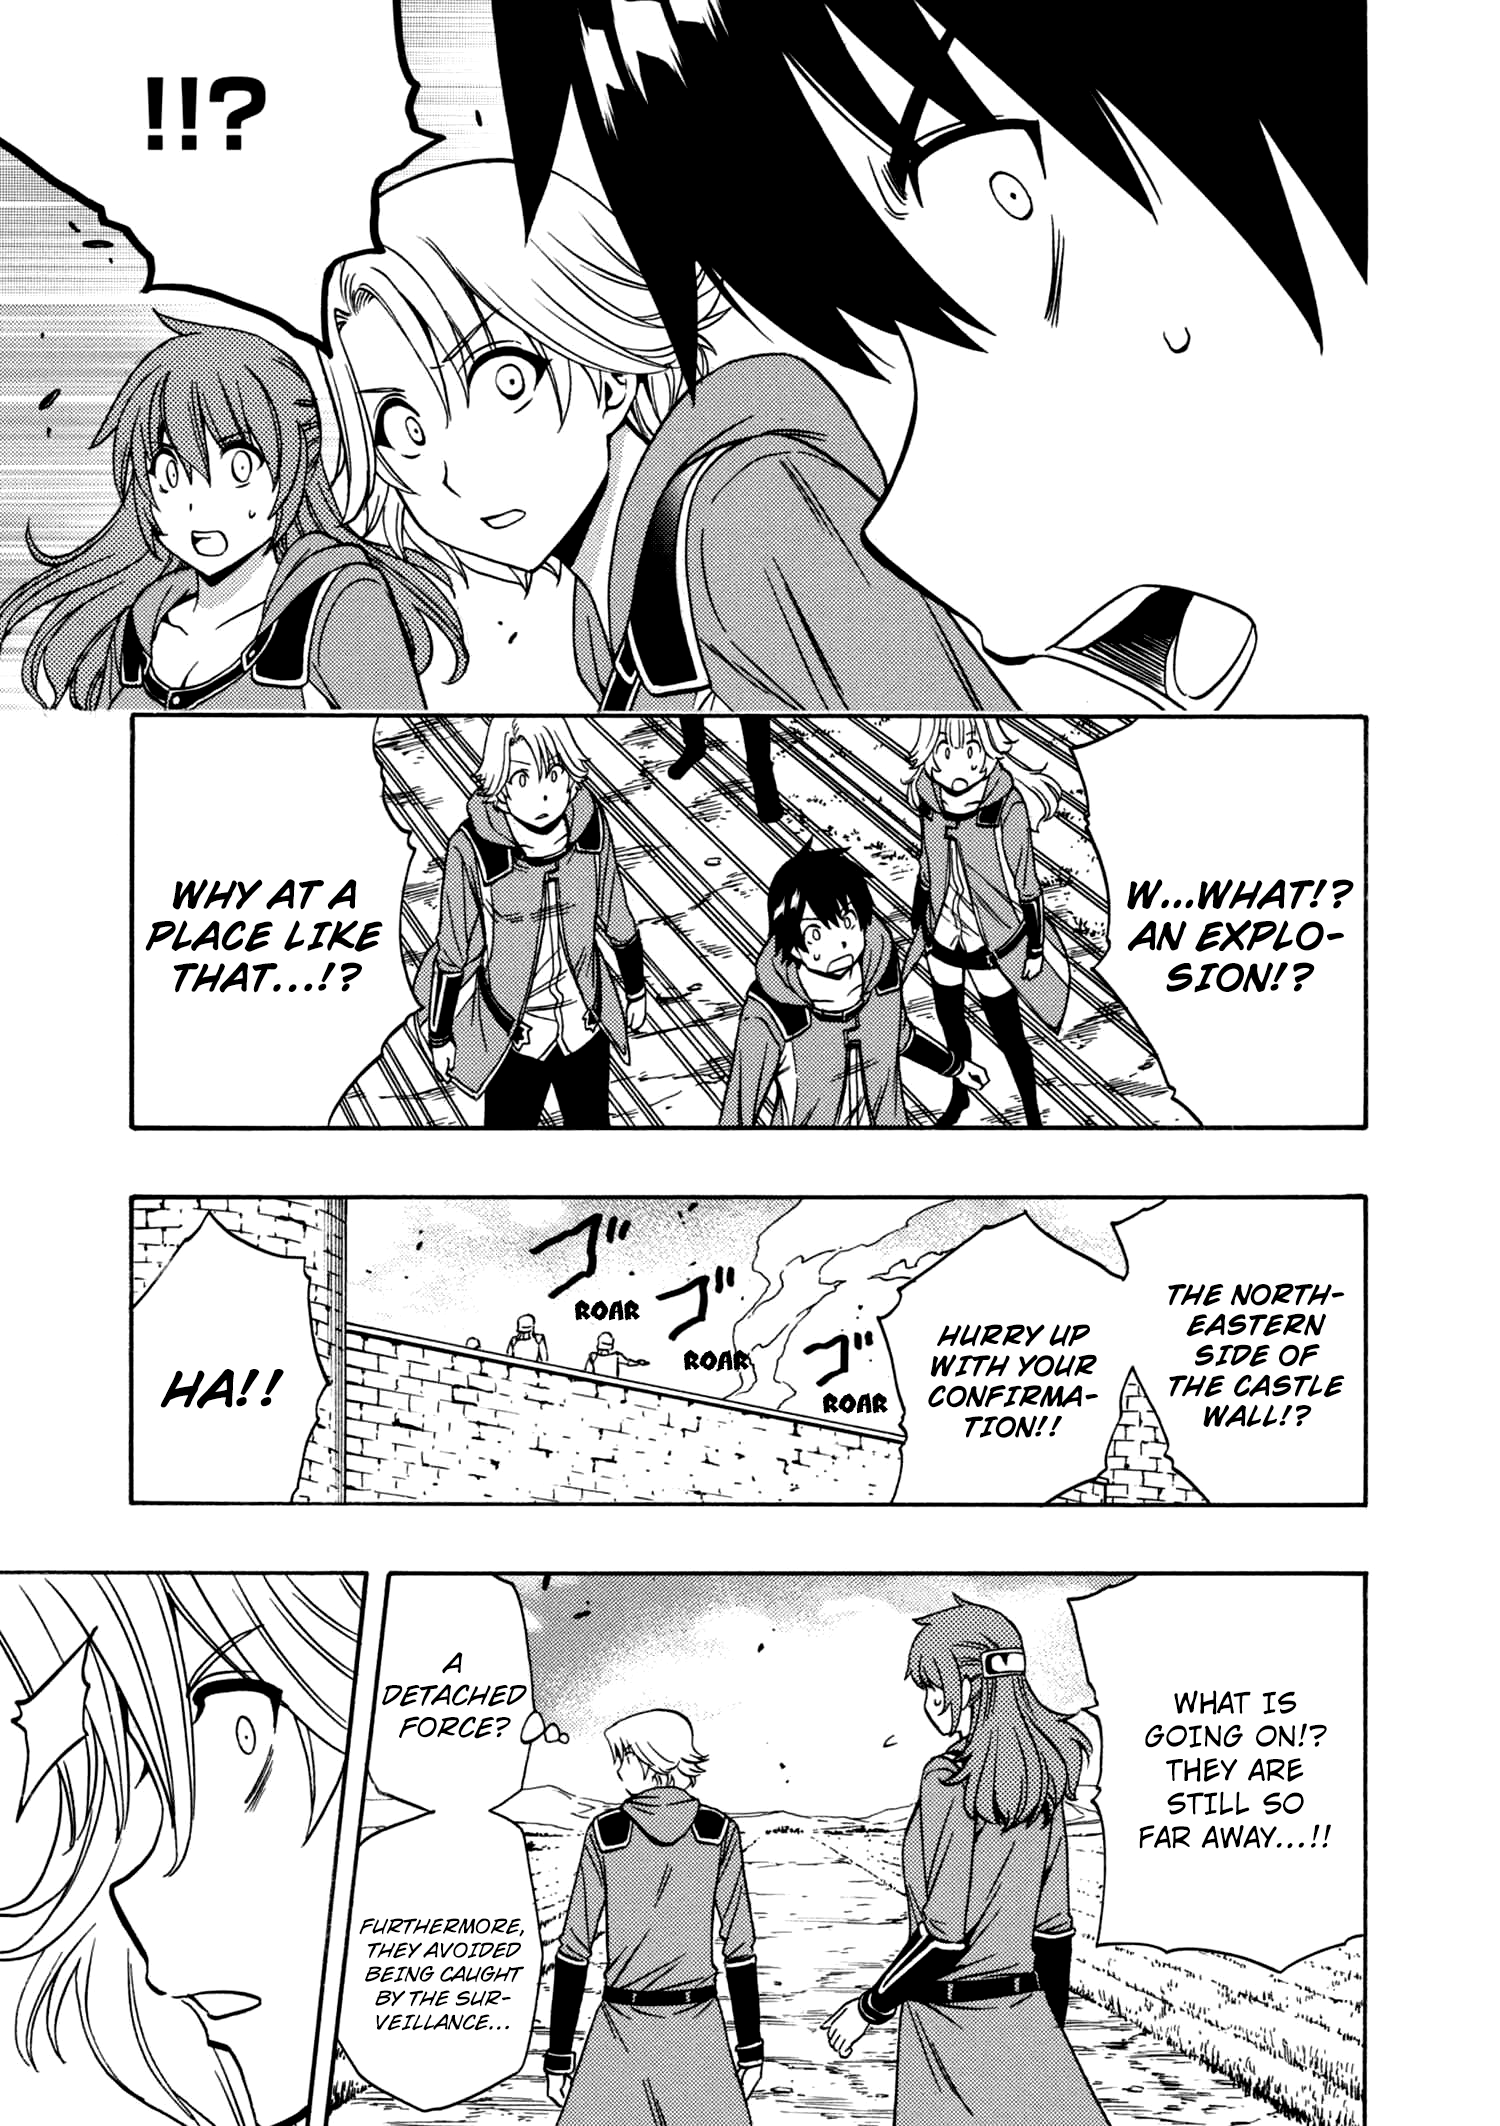 !!?
W...WHAT!?
AN EXPLO-
SION!?
WHY AT A
PLACE LIKE
THAT...!?
THE NORTH-
EASTERN
SIDE OF
THE CASTLE
WALL!?
HURRY UP
WITH YOUR
CONFIRMA-
TION!!
ゴ゛
ROAR
ゴ゛
ROAR
ゴ゛
ROAR
HA!!
WHAT IS
GOING ON!?
THEY ARE
STILL SO
FAR AWAY...!!
A
DETACHED
FORCE?
FURTHERMORE,
THEY AVOIDED
BEING CAUGHT
BY THE SUR-
VEILLANCE...